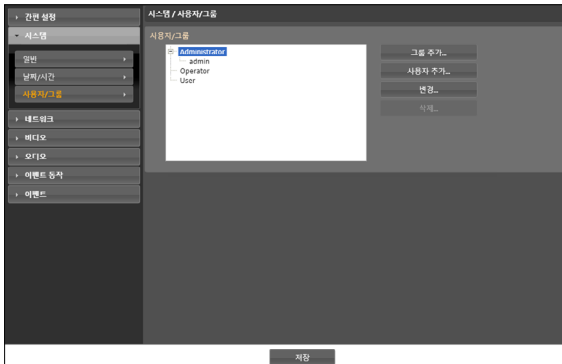 간편 설정
시스템
일반
날짜/시간
사용자/그룹
네트워크
비디오
오디오
이벤트 동작
이벤트
시스템 / 사용자/그룹
사용자/그룹
Administrator
admin
Operator
User
그룹 추가...
사용자 추가...
변경...
삭제...
저장